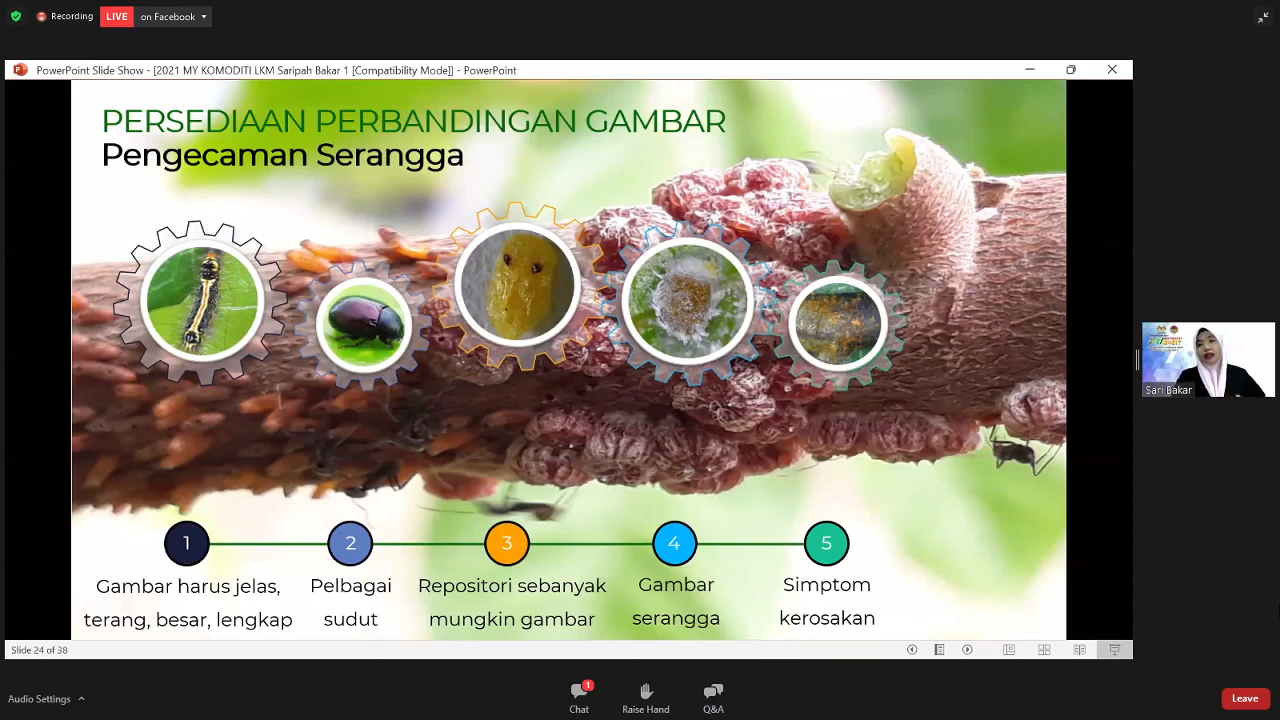 Recording
LIVE
on Facebook
PowerPoint Slide Show - [2021 MY KOMODITI LKM Saripah Bakar 1 [Compatibility Mode]] - PowerPoint
PERSEDIAAN PERBANDINGAN GAMBAR
Pengecaman Serangga
Sari Bakar
1
2
3
4
5
Gambar harus jelas,
terang, besar, lengkap
Pelbagai
sudut
Repositori sebanyak
mungkin gambar
Gambar
serangga
Simptom
kerosakan
Slide 24 of 38
Audio Settings
1
Chat
Raise Hand
Q&A
Leave